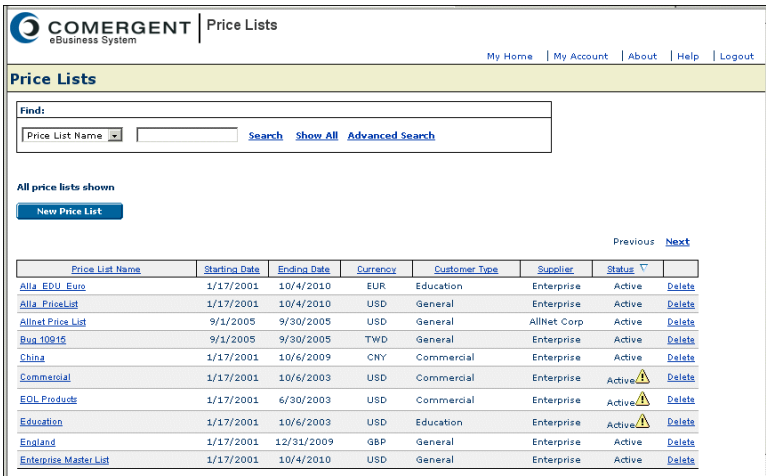 COMERGENT Price Lists
eBusiness System
My Home My Account About Help Logout
Price Lists
Find:
Price List Name Search Show All Advanced Search
All price lists shown
New Price List
Previous Next
Price List Name Starting Date Ending Date Currency Customer Type Supplier Status
Alla_EDU_Euro 1/17/2001 10/4/2010 EUR Education Enterprise Active Delete
Alla_PriceList 1/17/2001 10/4/2010 USD General Enterprise Active Delete
Allnet Price List 9/1/2005 9/30/2005 USD General AllNet Corp Active Delete
Bug 10915 9/1/2005 9/30/2005 TWD General Enterprise Active Delete
China 1/17/2001 10/6/2009 CNY Commercial Enterprise Active Delete
Commercial 1/17/2001 10/6/2003 USD Commercial Enterprise Active Delete
EOL Products 1/17/2001 6/30/2003 USD Commercial Enterprise Active Delete
Education 1/17/2001 10/6/2003 USD Education Enterprise Active Delete
England 1/17/2001 12/31/2009 GBP General Enterprise Active Delete
Enterprise Master List 1/17/2001 10/4/2010 USD General Enterprise Active Delete